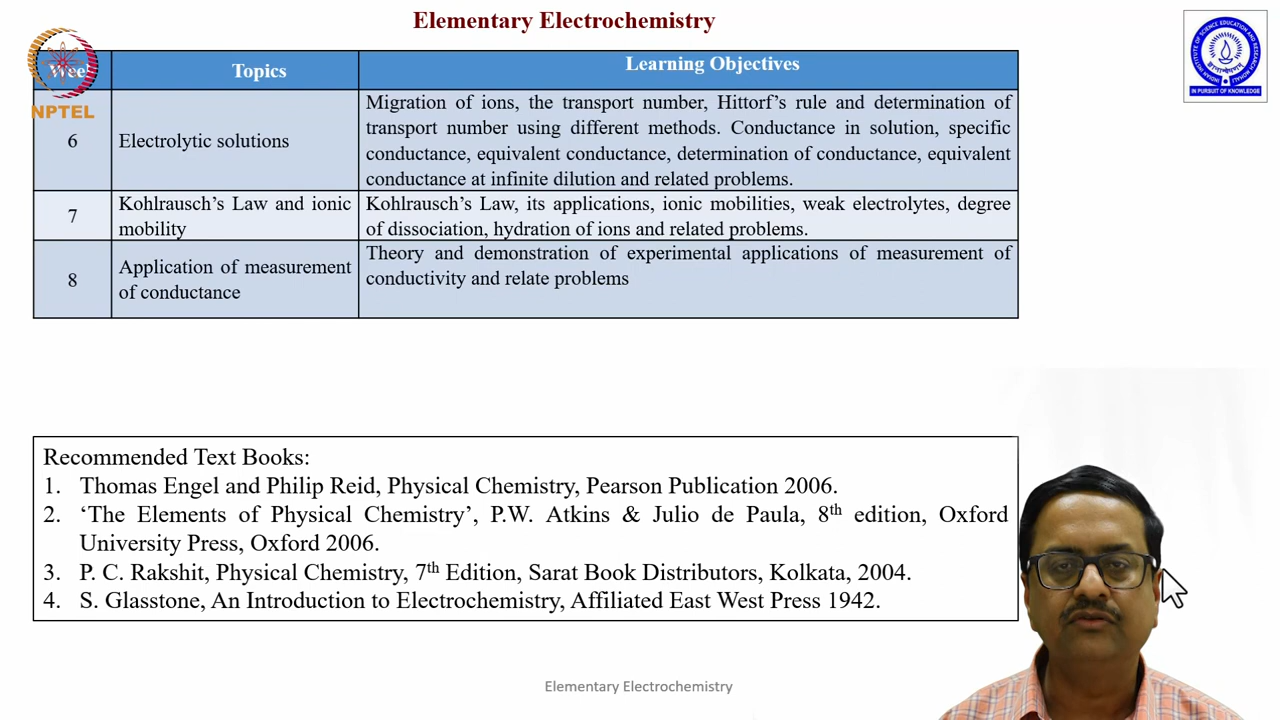 Elementary Electrochemistry
Week Topics Learning Objectives
NPTEL
6 Electrolytic solutions
Migration of ions, the transport number, Hittorf’s rule and determination of
transport number using different methods. Conductance in solution, specific
conductance, equivalent conductance, determination of conductance, equivalent
conductance at infinite dilution and related problems.
7 Kohlrausch’s Law and ionic
mobility
Kohlrausch’s Law, its applications, ionic mobilities, weak electrolytes, degree
of dissociation, hydration of ions and related problems.
8 Application of measurement
of conductance
Theory and demonstration of experimental applications of measurement of
conductivity and relate problems
Recommended Text Books:
1. Thomas Engel and Philip Reid, Physical Chemistry, Pearson Publication 2006.
2. ‘The Elements of Physical Chemistry’, P.W. Atkins & Julio de Paula, 8th edition, Oxford
University Press, Oxford 2006.
3. P. C. Rakshit, Physical Chemistry, 7th Edition, Sarat Book Distributors, Kolkata, 2004.
4. S. Glasstone, An Introduction to Electrochemistry, Affiliated East West Press 1942.
Elementary Electrochemistry
IN PURSUIT OF KNOWLEDGE